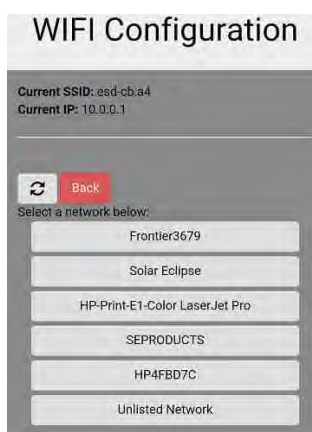 WIFI Configuration
Current SSID: esd-cb:a4
Current IP: 10.0.0.1
Back
Select a network below:
Frontier3679
Solar Eclipse
HP-Print-E1-Color LaserJet Pro
SEPRODUCTS
HP4FBD7C
Unlisted Network